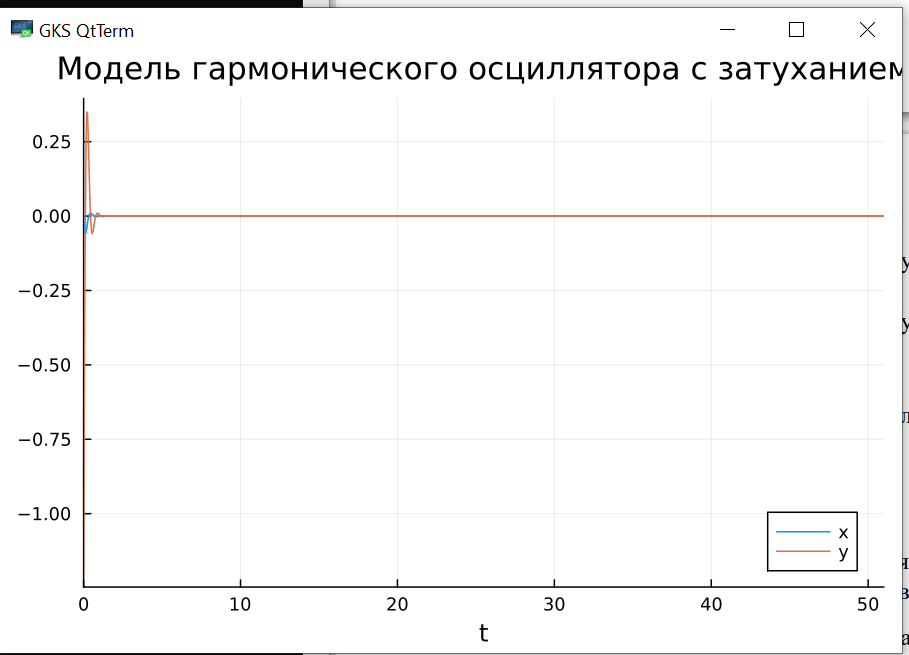 GKS QtTerm
Модель гармонического осциллятора с затуханием
0.25
0.00
−0.25
−0.50
−0.75
−1.00
x
y
0 10 20 30 40 50
t